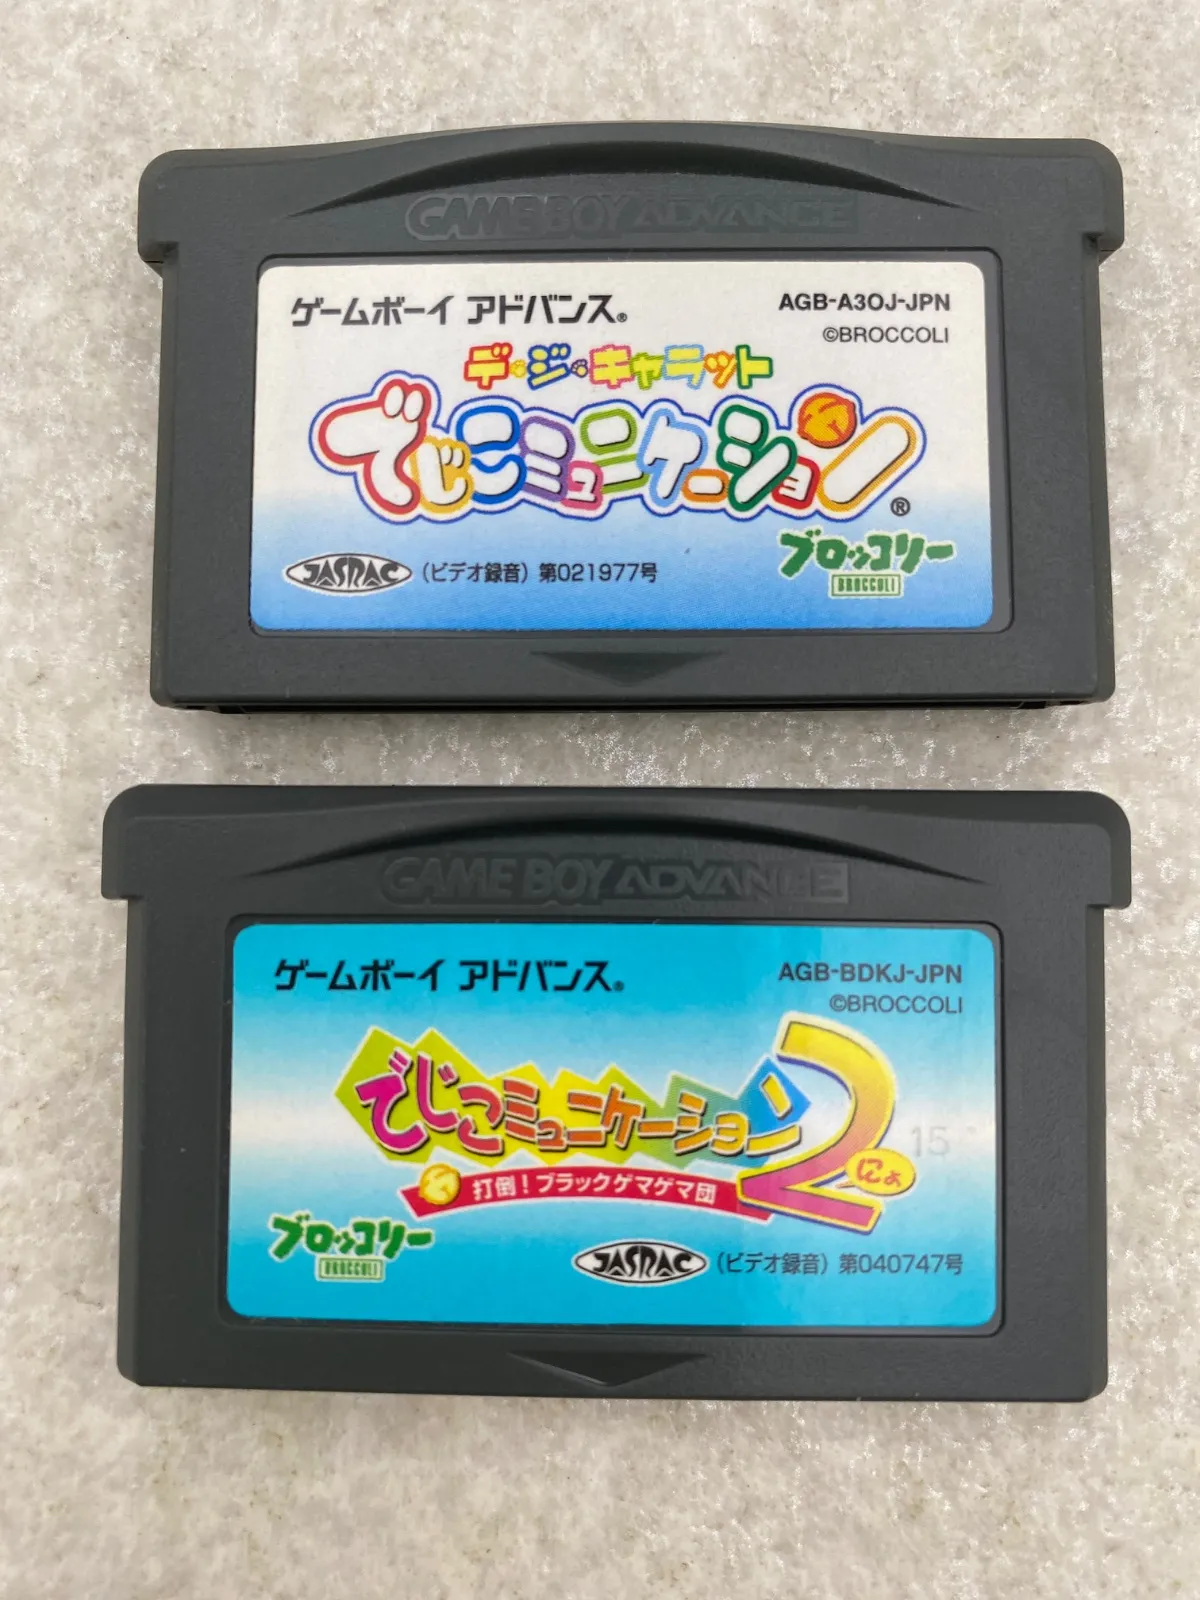 GAME BOY ADVANCE
ゲームボーイ アドバンス®
AGB-A3OJ-JPN
©BROCCOLI
デ・ジ・キャラット
でじこミュニケーション®
ブロッコリー
BROCCOLI
JASRAC (ビデオ録音) 第021977号
GAME BOY ADVANCE
ゲームボーイ アドバンス®
AGB-BDKJ-JPN
©BROCCOLI
でじこミュニケーション2
にょ
打倒!ブラックゲマゲマ団
15
ブロッコリー
BROCCOLI
JASRAC (ビデオ録音) 第040747号